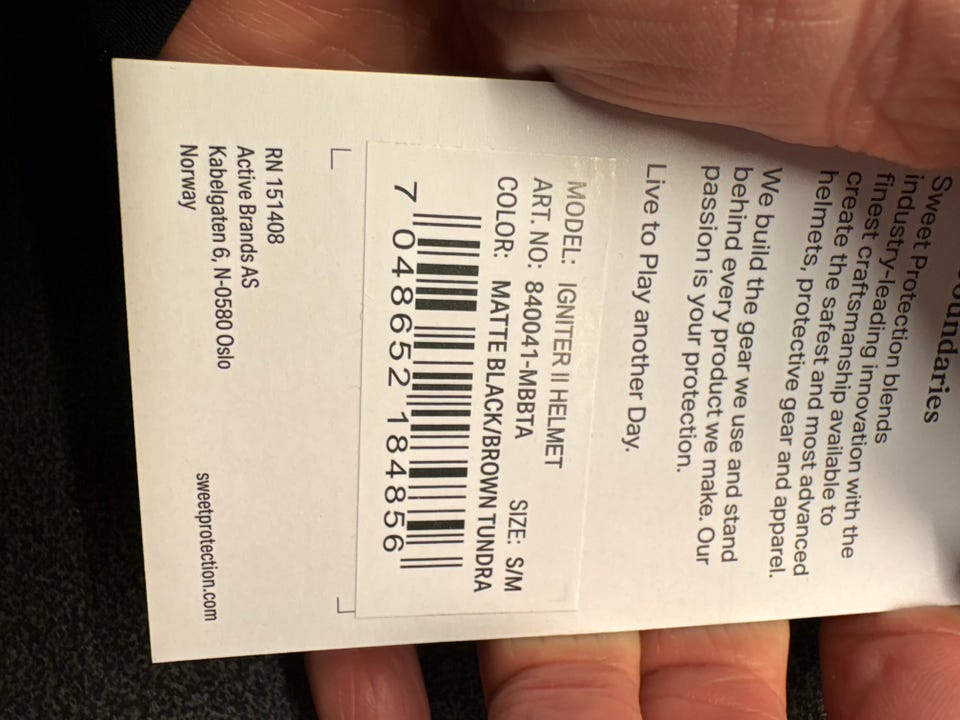 oundaries
Sweet Protection blends
industry-leading innovation with the
finest craftsmanship available to
create the safest and most advanced
helmets, protective gear and apparel.
We build the gear we use and stand
behind every product we make. Our
passion is your protection.
Live to Play another Day.
MODEL: IGNITER II HELMET
ART. NO: 840041-MBBTA SIZE: S/M
COLOR: MATTE BLACK/BROWN TUNDRA
7 048652 184856
RN 151408
Active Brands AS
Kabelgaten 6, N-0580 Oslo
Norway
sweetprotection.com